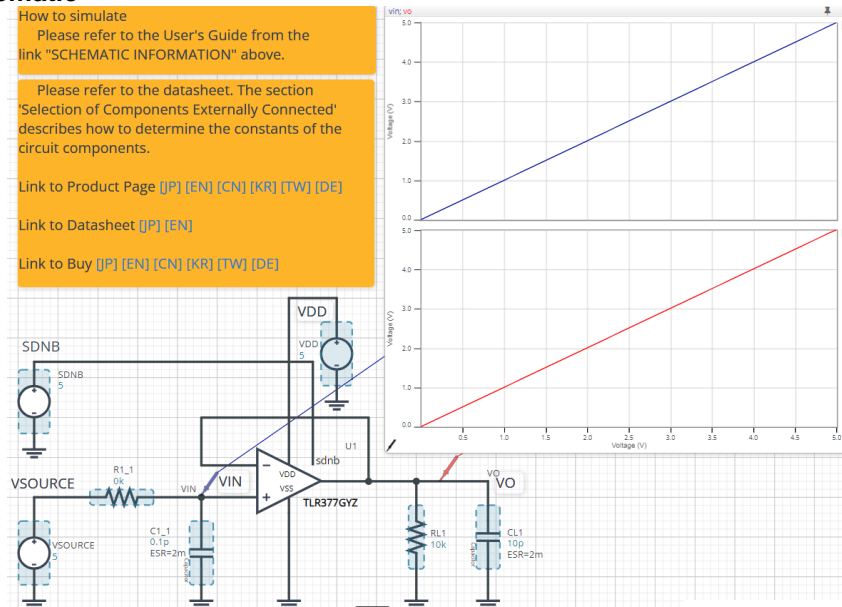 How to simulate
Please refer to the User's Guide from the
link "SCHEMATIC INFORMATION" above.
Please refer to the datasheet. The section
'Selection of Components Externally Connected'
describes how to determine the constants of the
circuit components.
Link to Product Page [JP] [EN] [CN] [KR] [TW] [DE]
Link to Datasheet [JP] [EN]
Link to Buy [JP] [EN] [CN] [KR] [TW] [DE]
vin; vo
5.0
4.0
3.0
2.0
1.0
0.0
Voltage (V)
5.0
4.0
3.0
2.0
1.0
0.0
Voltage (V)
0.5 1.0 1.5 2.0 2.5 3.0 3.5 4.0 4.5 5.0
Voltage (V)
VDD
VDD
5
SDNB
SDNB
5
U1
sdnb
VDD
VSS
TLR377GYZ
VSOURCE
R1_1
0k
VIN
VIN
VO
VO
VSOURCE
5
C1_1
0.1p
ESR=2m
Capacitor
RL1
10k
CL1
10p
ESR=2m
Capacitor